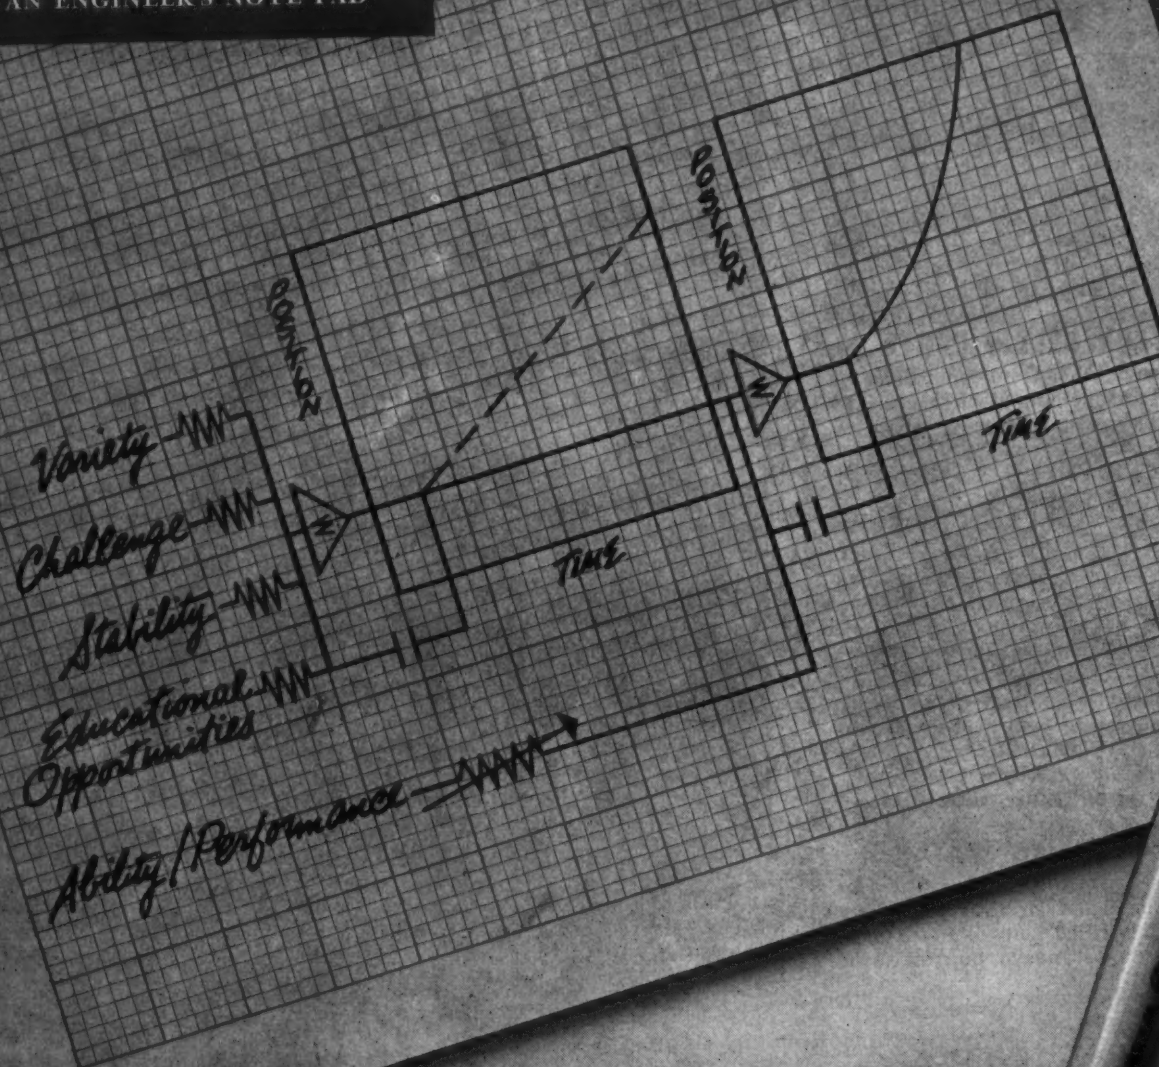 AN ENGINEER'S NOTE PAD
POSITION
POSITION
Variety
Challenge
Stability
Educational
Opportunities
Ability/Performance
TIME
TIME
Σ
Σ